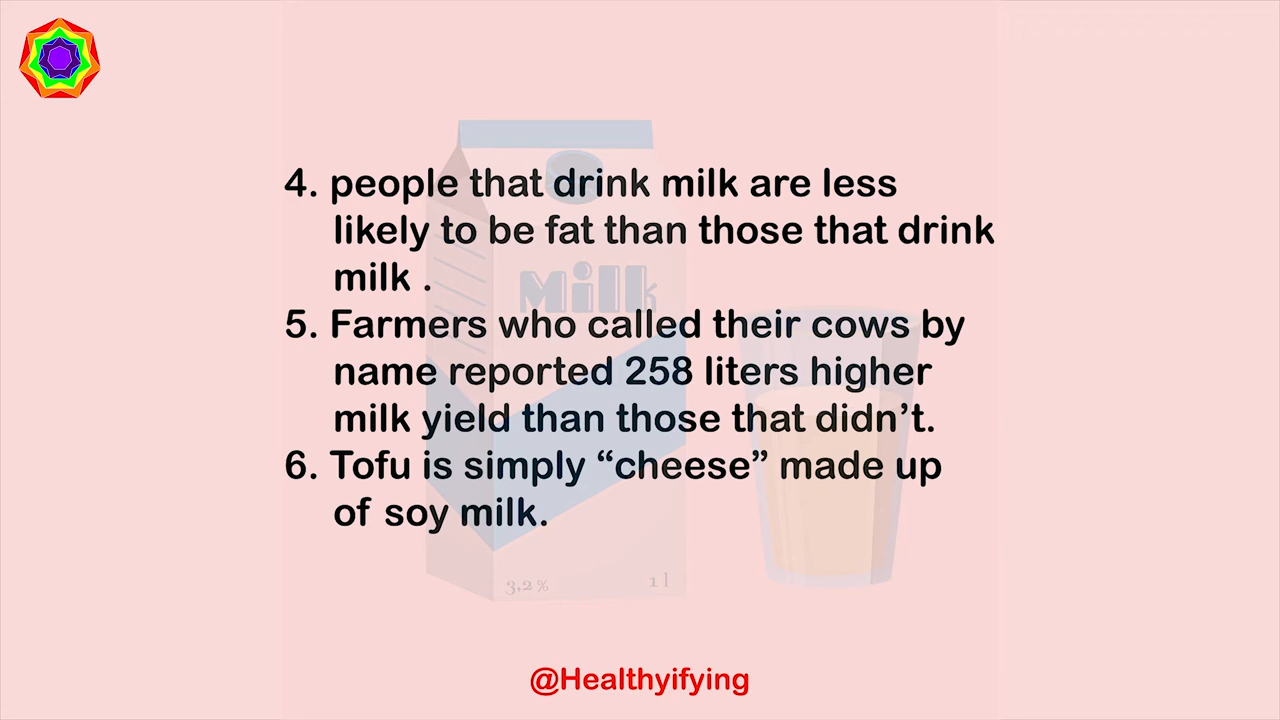 4. people that drink milk are less
likely to be fat than those that drink
milk .
5. Farmers who called their cows by
name reported 258 liters higher
milk yield than those that didn’t.
6. Tofu is simply “cheese” made up
of soy milk.
Milk
3,2% 1 l
@Healthyifying